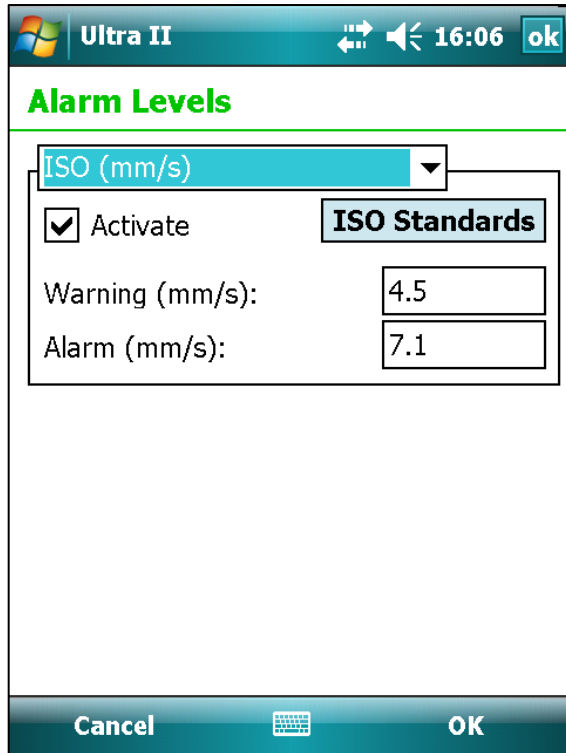 Ultra II 16:06 ok
Alarm Levels
ISO (mm/s)
Activate ISO Standards
Warning (mm/s): 4.5
Alarm (mm/s): 7.1
Cancel OK